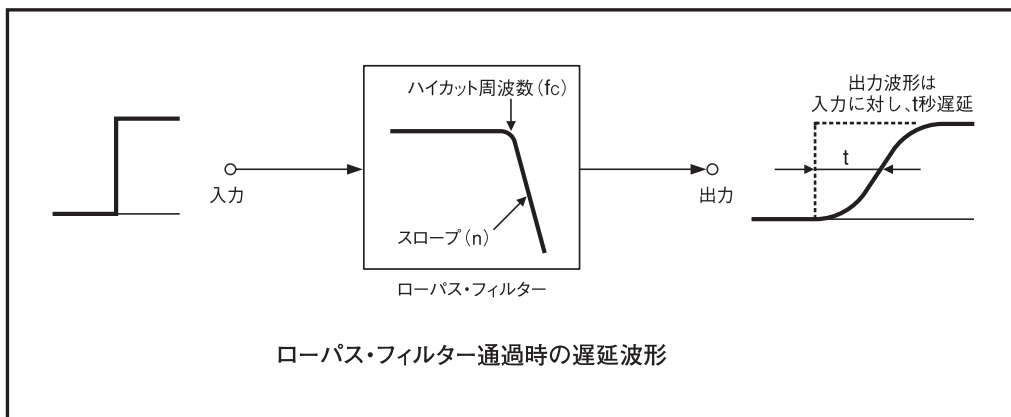 ハイカット周波数(fc)
出力波形は
入力に対し、t秒遅延
t
入力
出力
スロープ(n)
ローパス・フィルター
ローパス・フィルター通過時の遅延波形